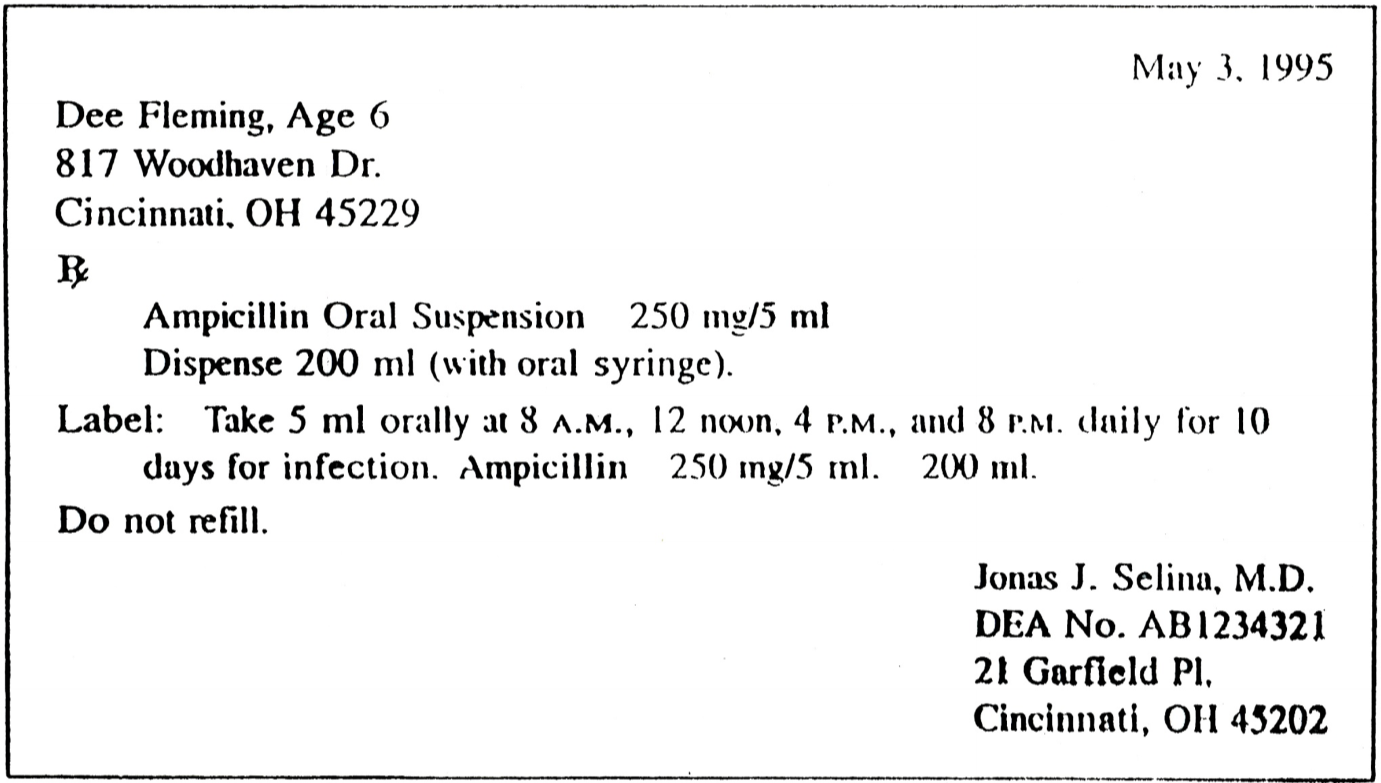 May 3, 1995
Dee Fleming, Age 6
817 Woodhaven Dr.
Cincinnati, OH 45229
℞
Ampicillin Oral Suspension 250 mg/5 ml
Dispense 200 ml (with oral syringe).
Label: Take 5 ml orally at 8 A.M., 12 noon, 4 P.M., and 8 P.M. daily for 10
days for infection. Ampicillin 250 mg/5 ml. 200 ml.
Do not refill.
Jonas J. Selina, M.D.
DEA No. AB1234321
21 Garfield Pl.
Cincinnati, OH 45202